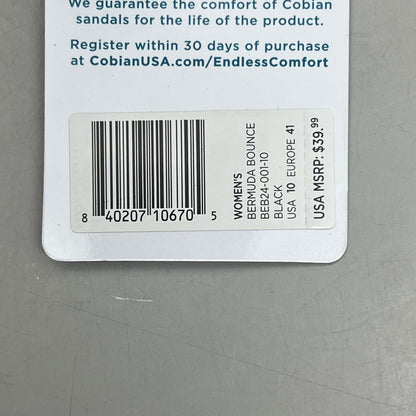 We guarantee the comfort of Cobian
sandals for the life of the product.
Register within 30 days of purchase
at CobianUSA.com/EndlessComfort
8 40207 10670 5
WOMEN'S
BERMUDA BOUNCE
BEB24-001-10
BLACK
USA 10 EUROPE 41
USA MSRP: $39.99